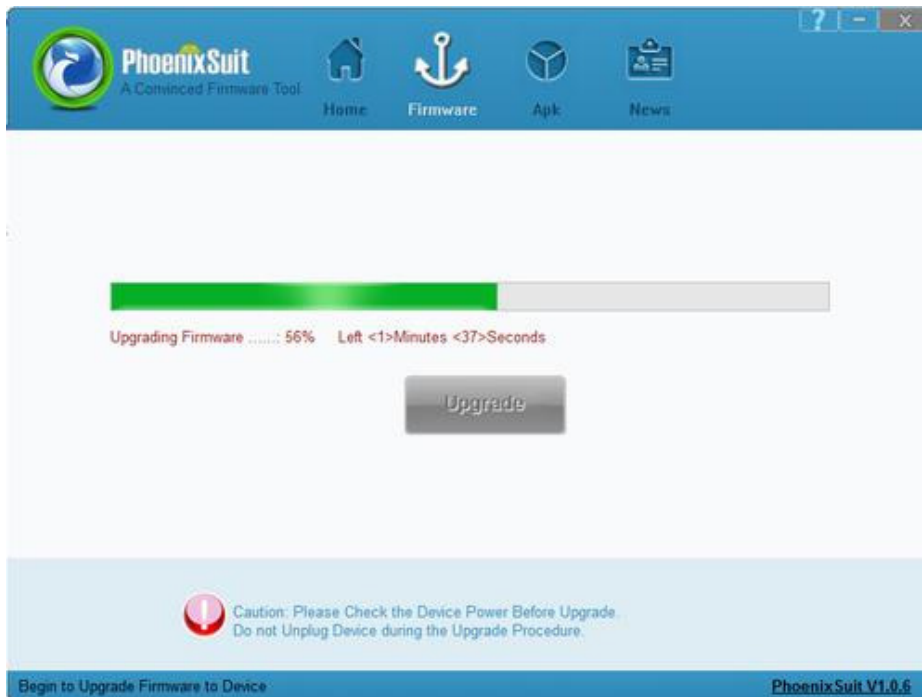 ? – X
PhoenixSuit
A Convinced Firmware Tool
Home Firmware Apk News
Upgrading Firmware ......: 56% Left <1>Minutes <37>Seconds
Upgrade
Caution: Please Check the Device Power Before Upgrade.
Do not Unplug Device during the Upgrade Procedure.
Begin to Upgrade Firmware to Device
PhoenixSuit V1.0.6